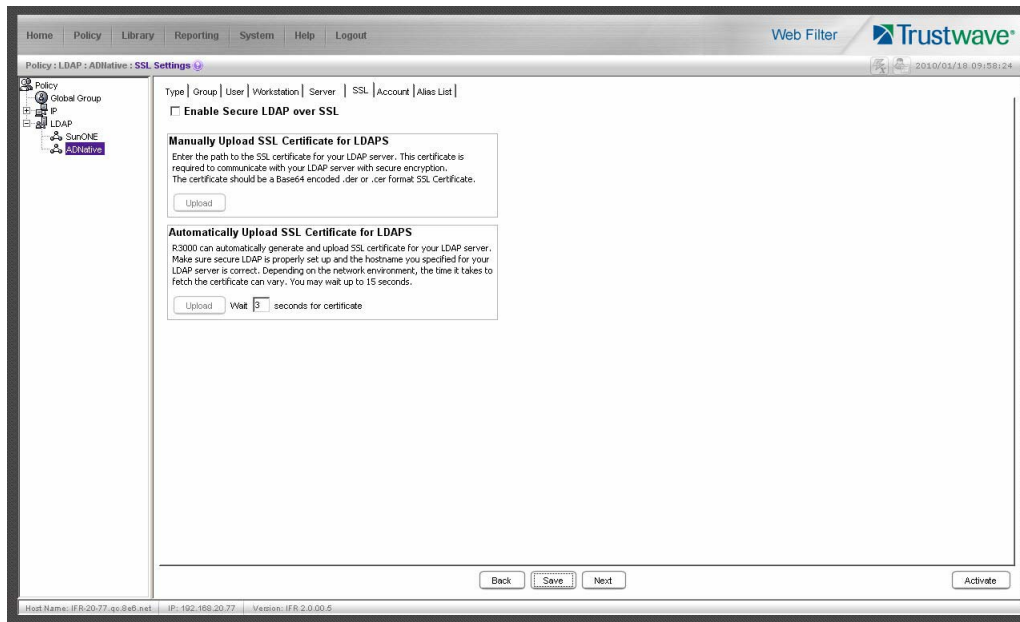 Home Policy Library Reporting System Help Logout
Web Filter
Trustwave®
Policy : LDAP : ADNative : SSL Settings
2010/01/18 09:58:24
Policy
Global Group
IP
LDAP
SunONE
ADNative
Type | Group | User | Workstation | Server | SSL | Account | Alias List |
Enable Secure LDAP over SSL
Manually Upload SSL Certificate for LDAPS
Enter the path to the SSL certificate for your LDAP server. This certificate is
required to communicate with your LDAP server with secure encryption.
The certificate should be a Base64 encoded .der or .cer format SSL Certificate.
Upload
Automatically Upload SSL Certificate for LDAPS
R3000 can automatically generate and upload SSL certificate for your LDAP server.
Make sure secure LDAP is properly set up and the hostname you specified for your
LDAP server is correct. Depending on the network environment, the time it takes to
fetch the certificate can vary. You may wait up to 15 seconds.
Upload Wait 3 seconds for certificate
Back Save Next Activate
Host Name: IFR-20-77.qc.8e6.net IP: 192.168.20.77 Version: IFR 2.0.00.5